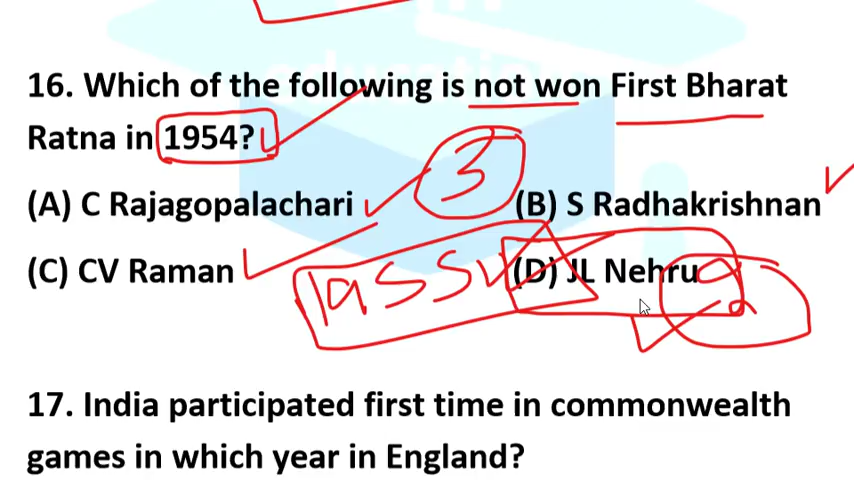 16. Which of the following is not won First Bharat
Ratna in 1954?
3
(A) C Rajagopalachari (B) S Radhakrishnan
(C) CV Raman (D) JL Nehru
1955
17. India participated first time in commonwealth
games in which year in England?